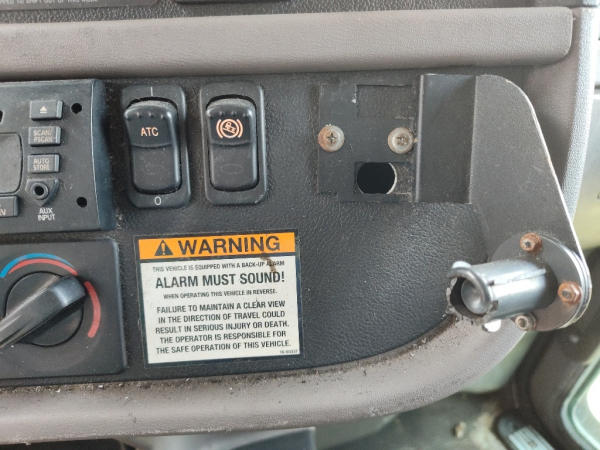 SCAN/
PSCAN
AUTO
STORE
AUX
INPUT
ATC
O
WARNING
THIS VEHICLE IS EQUIPPED WITH A BACK-UP ALARM
ALARM MUST SOUND!
WHEN OPERATING THIS VEHICLE IN REVERSE.
FAILURE TO MAINTAIN A CLEAR VIEW
IN THE DIRECTION OF TRAVEL COULD
RESULT IN SERIOUS INJURY OR DEATH.
THE OPERATOR IS RESPONSIBLE FOR
THE SAFE OPERATION OF THIS VEHICLE.